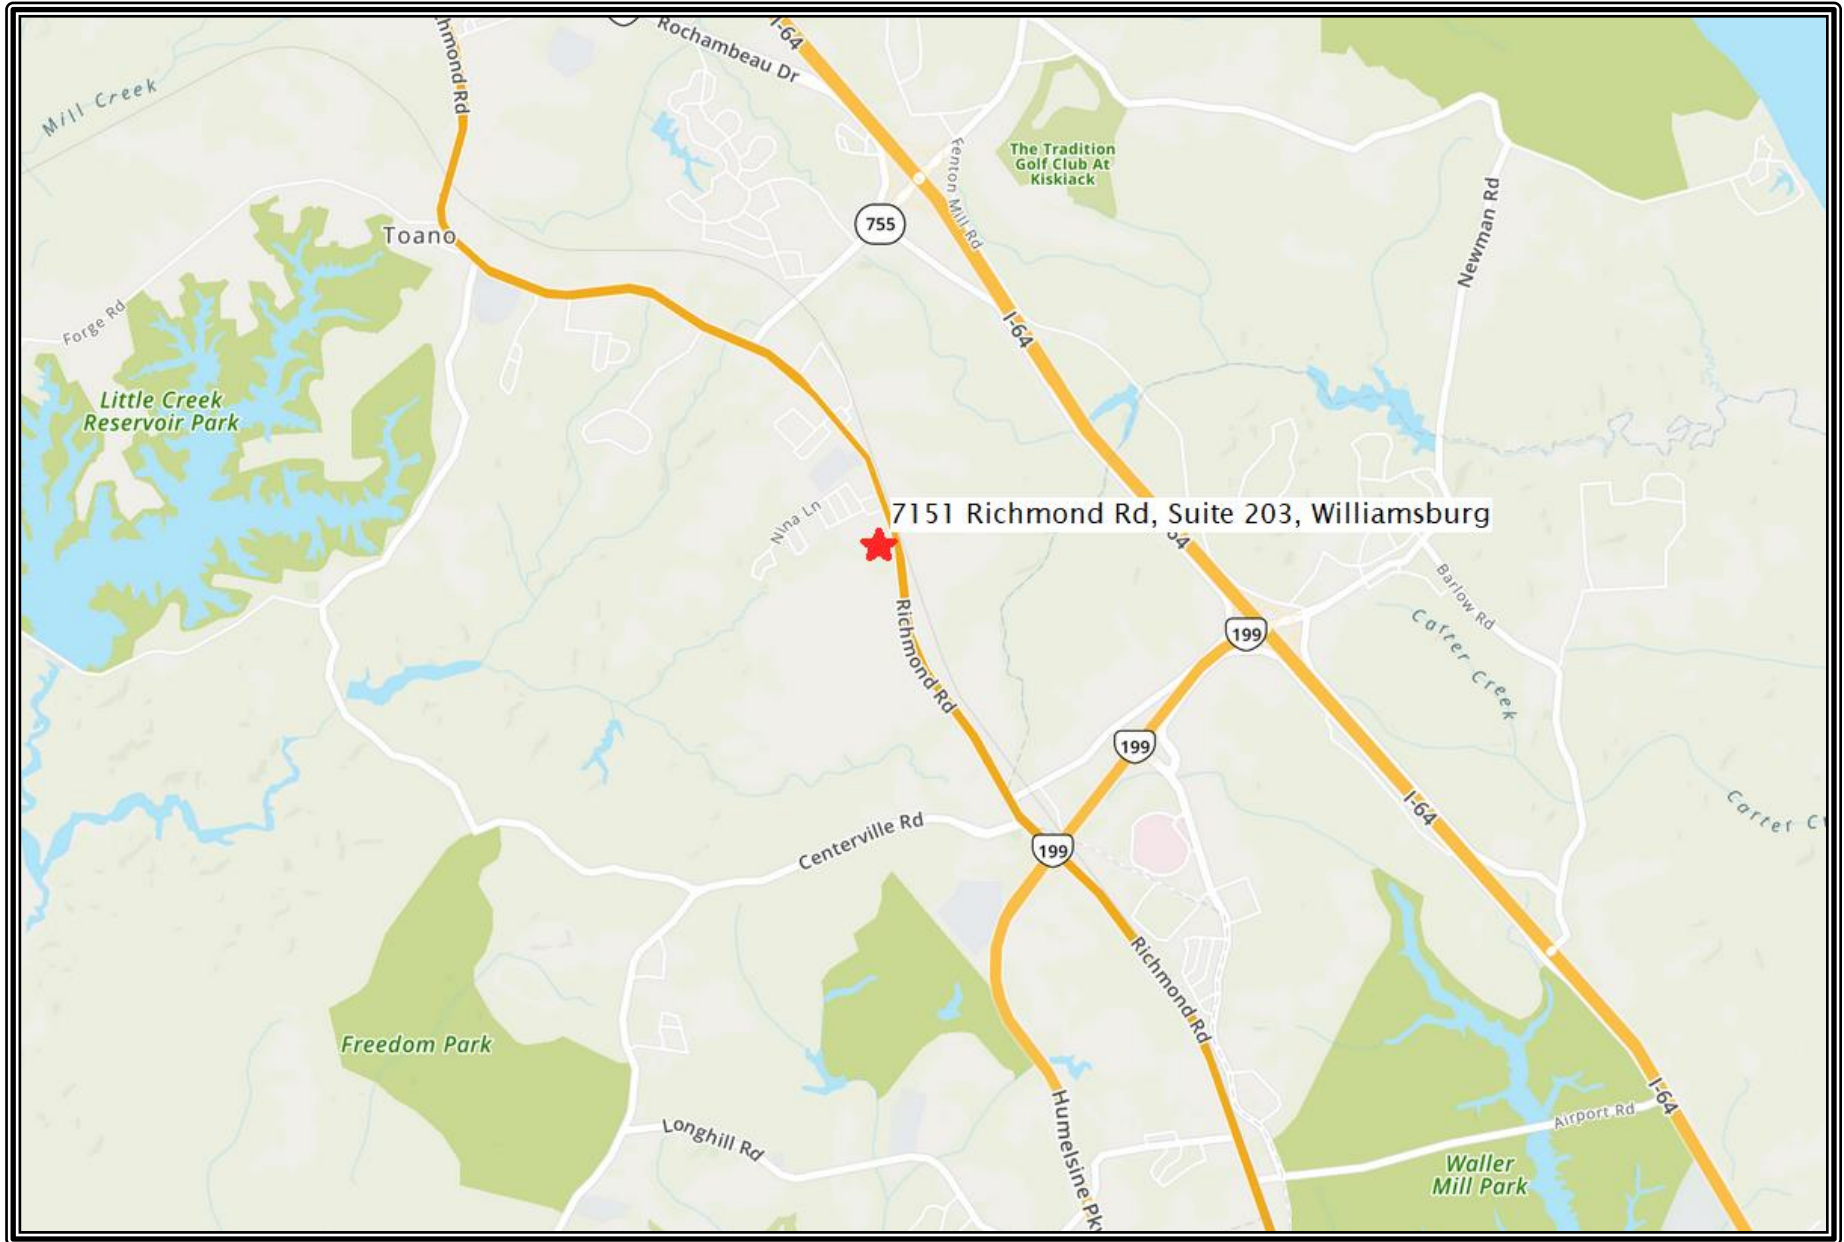 hmond Rd
Rochambeau Dr
I-64
Mill Creek
Fenton Mill Rd
The Tradition
Golf Club At
Kiskiack
755
Newman Rd
Toano
Forge Rd
I-64
Little Creek
Reservoir Park
Nina Ln
7151 Richmond Rd, Suite 203, Williamsburg
64
Barlow Rd
Richmond Rd
199
Carter Creek
199
I-64
Carter C
Centerville Rd
199
Richmond Rd
Freedom Park
Longhill Rd
Humelsine Pk
I-64
Airport Rd
Waller
Mill Park